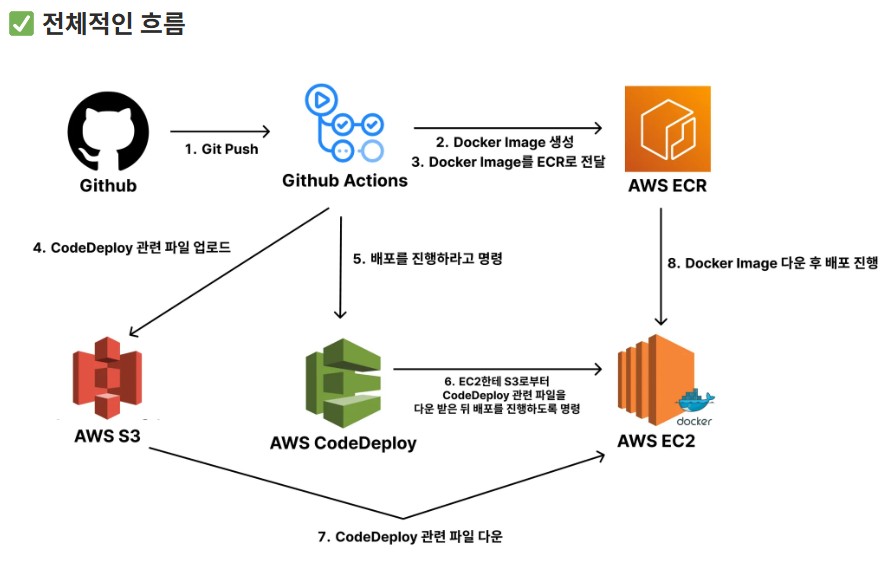 ✅ 전체적인 흐름
Github
1. Git Push
Github Actions
2. Docker Image 생성
3. Docker Image를 ECR로 전달
AWS ECR
4. CodeDeploy 관련 파일 업로드
5. 배포를 진행하라고 명령
8. Docker Image 다운 후 배포 진행
AWS S3
AWS CodeDeploy
6. EC2한테 S3로부터
CodeDeploy 관련 파일을
다운 받은 뒤 배포를 진행하도록 명령
docker
AWS EC2
7. CodeDeploy 관련 파일 다운